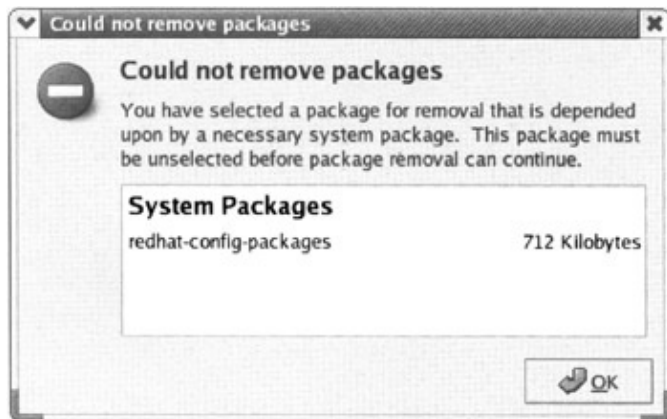 Could not remove packages
Could not remove packages
You have selected a package for removal that is depended
upon by a necessary system package.  This package must
be unselected before package removal can continue.
System Packages
redhat-config-packages 712 Kilobytes
OK